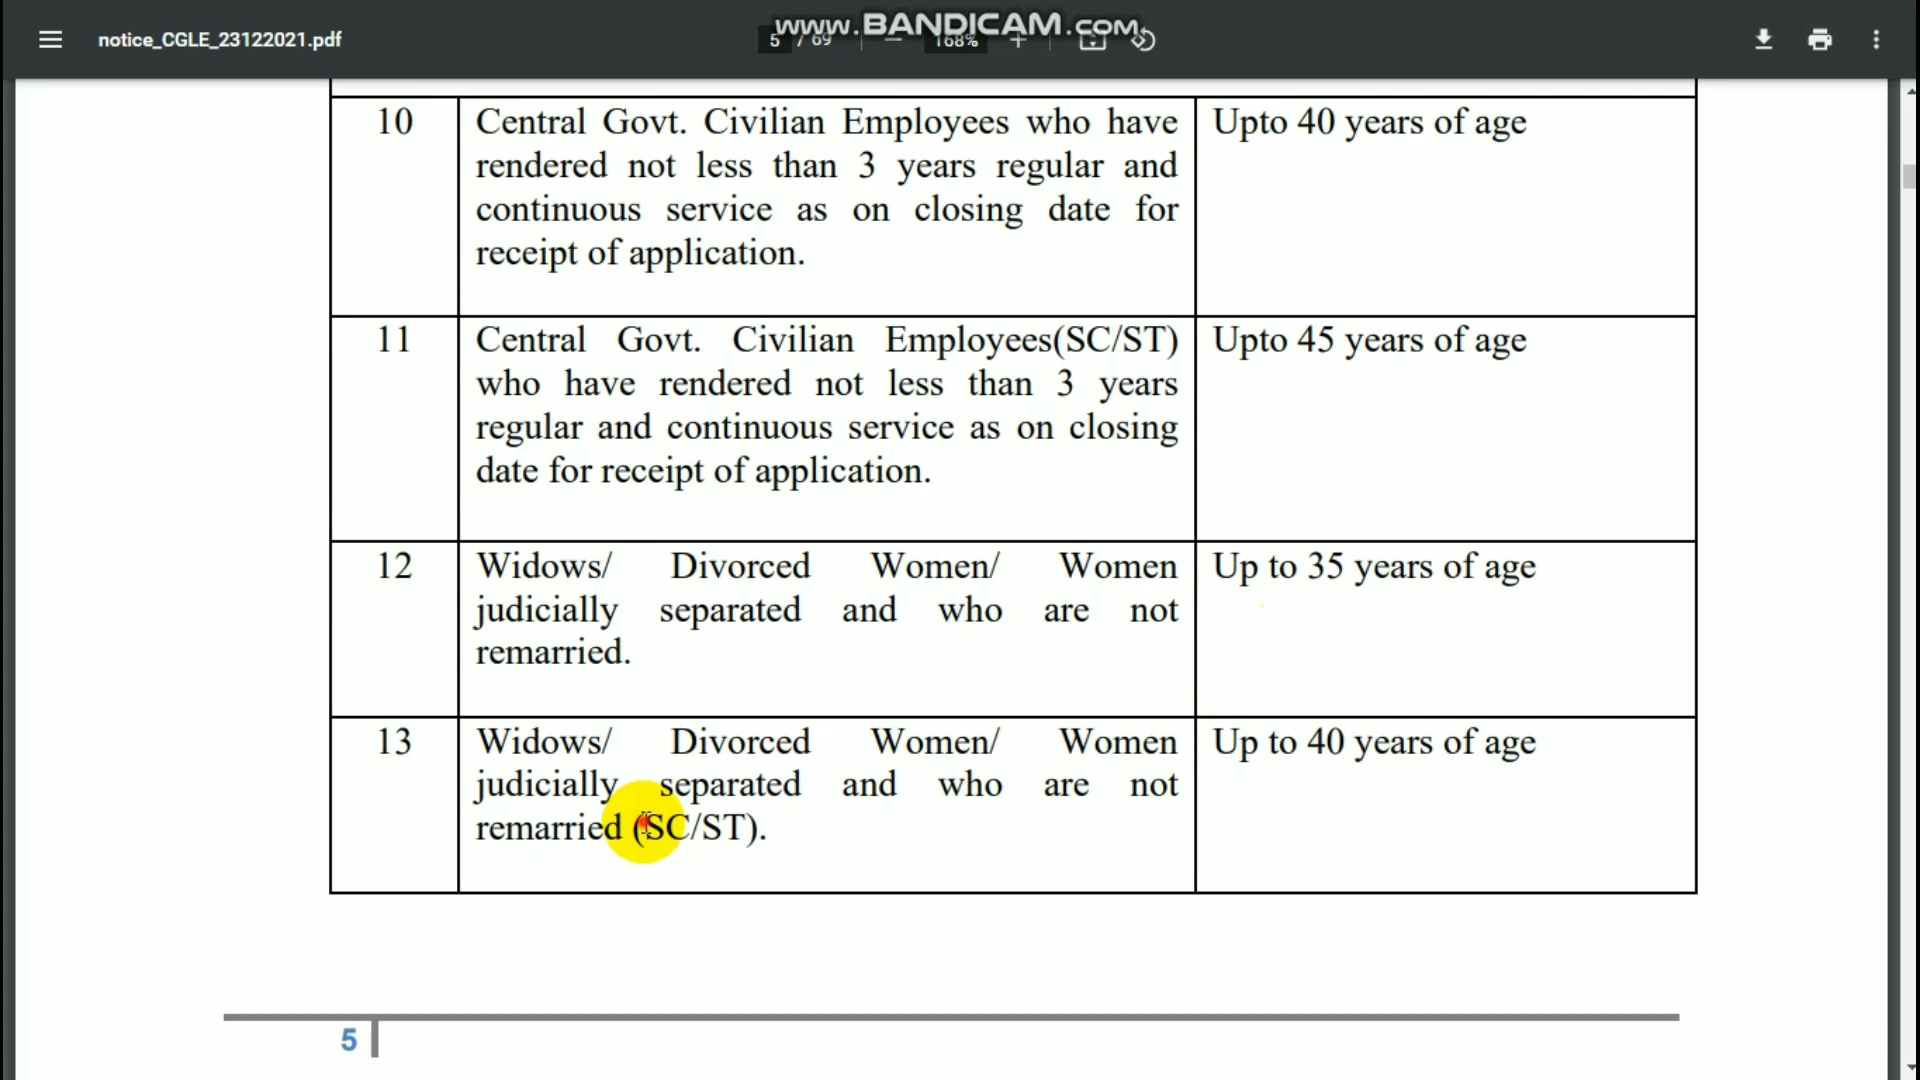 notice_CGLE_23122021.pdf
www.BANDICAM.COM
5 / 69
168%
10
Central Govt. Civilian Employees who have
rendered not less than 3 years regular and
continuous service as on closing date for
receipt of application.
Upto 40 years of age
11
Central Govt. Civilian Employees(SC/ST)
who have rendered not less than 3 years
regular and continuous service as on closing
date for receipt of application.
Upto 45 years of age
12
Widows/ Divorced Women/ Women
judicially separated and who are not
remarried.
Up to 35 years of age
13
Widows/ Divorced Women/ Women
judicially separated and who are not
remarried (SC/ST).
Up to 40 years of age
5